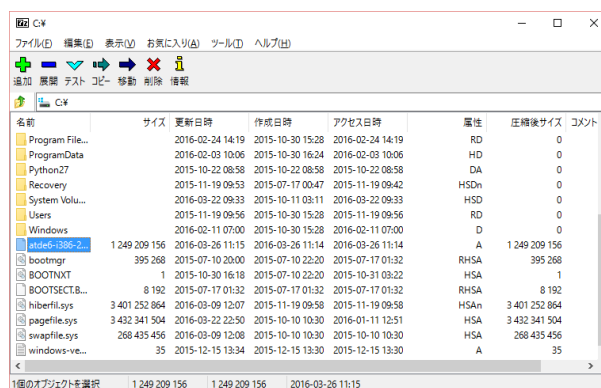 C:¥
ファイル(F) 編集(E) 表示(V) お気に入り(A) ツール(T) ヘルプ(H)
追加 展開 テスト コピー 移動 削除 情報
C:¥
名前 サイズ 更新日時 作成日時 アクセス日時 属性 圧縮後サイズ コメント
Program File... 2016-02-24 14:19 2015-10-30 15:28 2016-02-24 14:19 RD 0
ProgramData 2016-02-03 10:06 2015-10-30 16:24 2016-02-03 10:06 HD 0
Python27 2015-10-22 08:58 2015-10-22 08:58 2015-10-22 08:58 DA 0
Recovery 2015-11-19 09:53 2015-07-17 00:47 2015-11-19 09:42 HSDn 0
System Volu... 2016-03-22 09:33 2015-10-11 03:11 2016-03-22 09:33 HSD 0
Users 2015-11-19 09:56 2015-10-30 15:28 2015-11-19 09:56 RD 0
Windows 2016-02-11 07:00 2015-10-30 15:28 2016-02-11 07:00 D 0
atde6-i386-2... 1 249 209 156 2016-03-26 11:15 2016-03-26 11:14 2016-03-26 11:14 A 1 249 209 156
bootmgr 395 268 2015-07-10 20:00 2015-07-10 22:20 2015-07-17 01:32 RHSA 395 268
BOOTNXT 1 2015-10-30 16:18 2015-07-10 22:20 2015-10-31 03:22 HSA 1
BOOTSECT.B... 8 192 2015-07-17 01:32 2015-07-17 01:32 2015-07-17 01:32 RHSA 8 192
hiberfil.sys 3 401 252 864 2016-03-09 12:07 2015-11-19 09:58 2015-11-19 09:58 HSAn 3 401 252 864
pagefile.sys 3 432 341 504 2016-03-22 22:50 2015-10-10 10:30 2016-01-11 12:51 HSA 3 432 341 504
swapfile.sys 268 435 456 2016-03-09 12:08 2015-10-10 10:30 2015-10-10 10:30 HSA 268 435 456
windows-ve... 35 2015-12-15 13:34 2015-12-15 13:30 2015-12-15 13:30 A 35
1個のオブジェクトを選択 1 249 209 156 1 249 209 156 2016-03-26 11:15